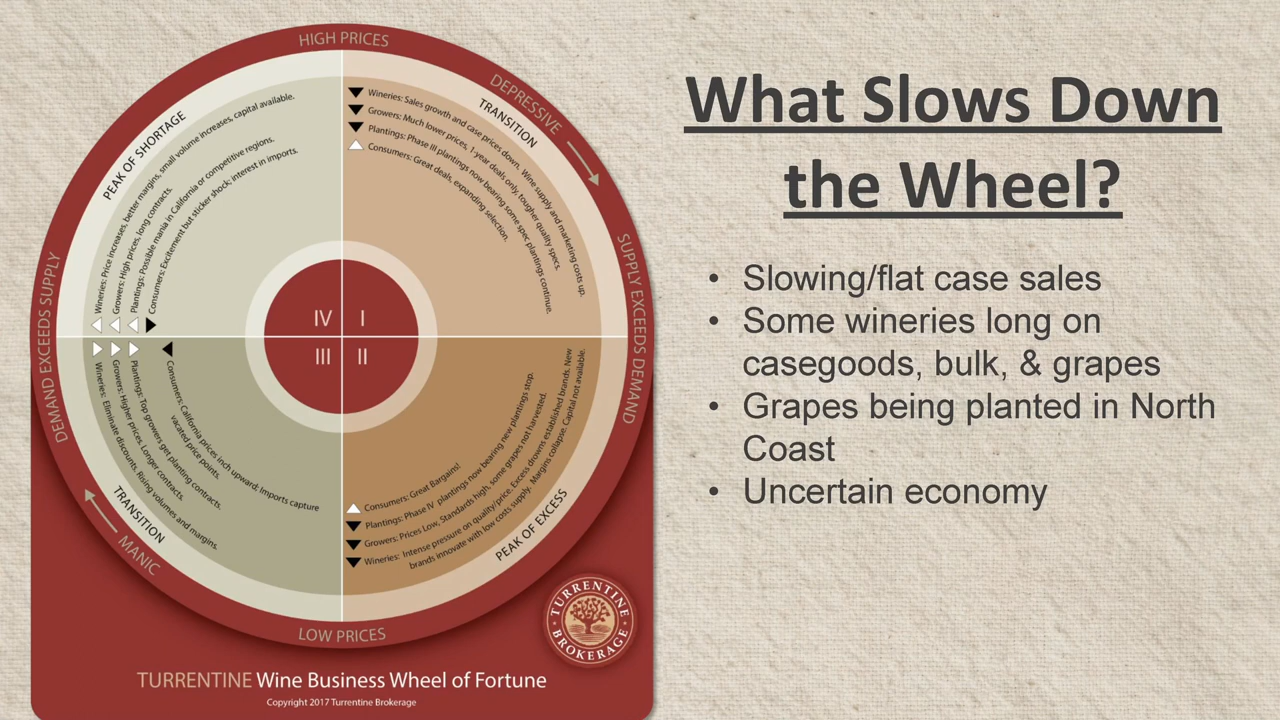 What Slows Down
the Wheel?
• Slowing/flat case sales
• Some wineries long on
casegoods, bulk, & grapes
• Grapes being planted in North
Coast
• Uncertain economy
HIGH PRICES
DEPRESSIVE
SUPPLY EXCEEDS DEMAND
LOW PRICES
MANIC
DEMAND EXCEEDS SUPPLY
TRANSITION
Wineries: Sales growth and case prices down. Wine supply and marketing costs up.
Growers: Much lower prices, 1-year deals only, tougher quality specs.
Plantings: Phase III plantings now bearing some spec plantings continue.
Consumers: Great deals, expanding selection.
PEAK OF EXCESS
Consumers: Great Bargains!
Plantings: Phase IV plantings now bearing new plantings stop.
Growers: Prices Low, Standards high, some grapes not harvested.
Wineries: Intense pressure on quality/price. Excess drowns established brands. New
brands innovate with low costs supply. Margins collapse. Capital not available.
TRANSITION
Wineries: Eliminate discounts, Rising volumes and margins.
Growers: Higher prices. Longer contracts.
Plantings: Top growers get planting contracts.
Consumers: California prices inch upward; Imports capture
vacated price points.
PEAK OF SHORTAGE
Wineries: Price increases, better margins, small volume increases, capital available.
Growers: High prices, long contracts.
Plantings: Possible mania in California or competitive regions.
Consumers: Excitement but sticker shock; interest in imports.
IV I
III II
TURRENTINE
BROKERAGE
TURRENTINE Wine Business Wheel of Fortune
Copyright 2017 Turrentine Brokerage